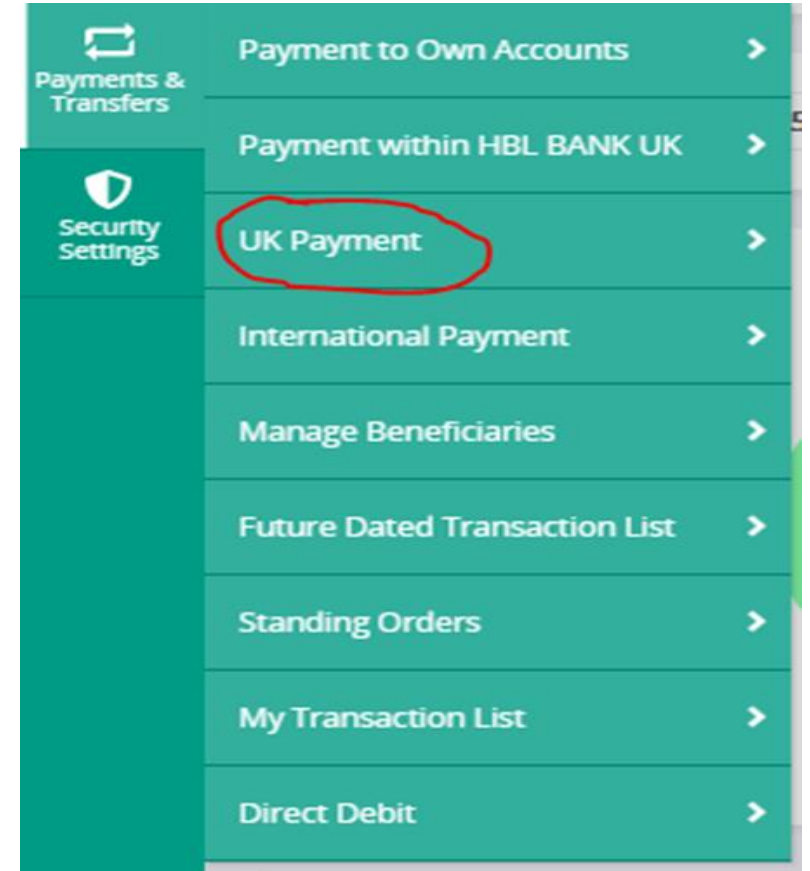 Payments &
Transfers
Security
Settings
Payment to Own Accounts
Payment within HBL BANK UK
UK Payment
International Payment
Manage Beneficiaries
Future Dated Transaction List
Standing Orders
My Transaction List
Direct Debit